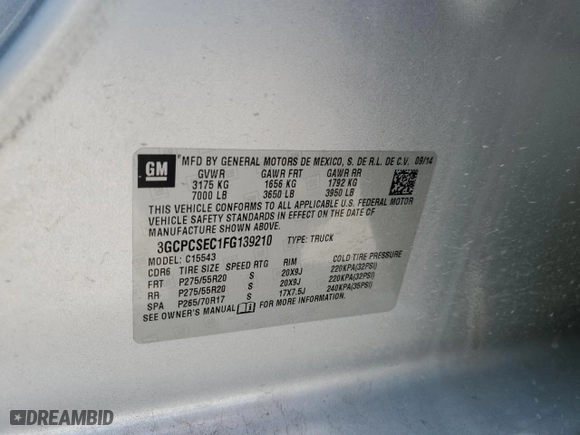 GM
MFD BY GENERAL MOTORS DE MEXICO, S. DE R.L. DE C.V. 09/14
GVWR GAWR FRT GAWR RR
3175 KG 1656 KG 1792 KG
7000 LB 3650 LB 3950 LB
THIS VEHICLE CONFORMS TO ALL APPLICABLE U.S. FEDERAL MOTOR
VEHICLE SAFETY STANDARDS IN EFFECT ON THE DATE OF
MANUFACTURE SHOWN ABOVE.
3GCPCSEC1FG139210 TYPE: TRUCK
MODEL: C15543
CDR6 TIRE SIZE SPEED RTG RIM COLD TIRE PRESSURE
FRT P275/55R20 S 20X9J 220KPA(32PSI)
RR P275/55R20 S 20X9J 220KPA(32PSI)
SPA P265/70R17 S 17X7.5J 240KPA(35PSI)
SEE OWNER'S MANUAL FOR MORE INFORMATION.
DREAMBID